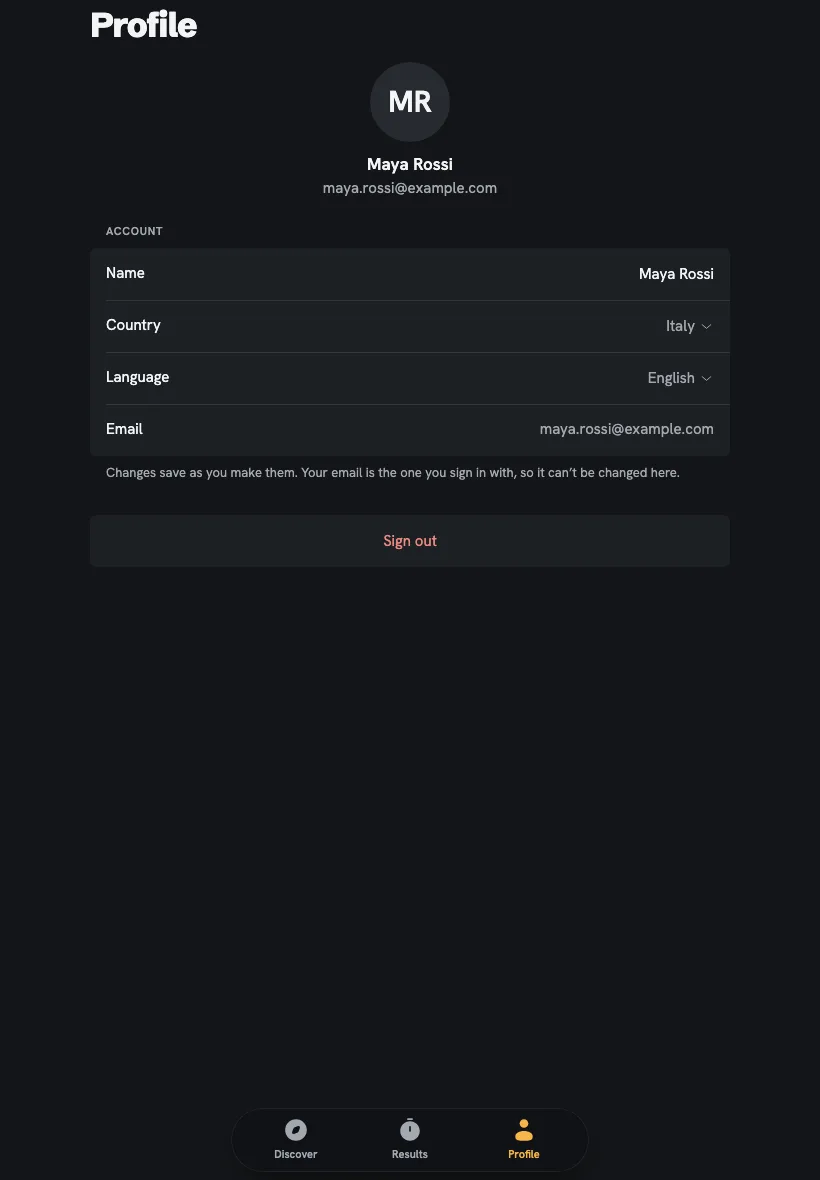 Profile
MR
Maya Rossi
maya.rossi@example.com
ACCOUNT
Name Maya Rossi
Country Italy
Language English
Email maya.rossi@example.com
Changes save as you make them. Your email is the one you sign in with, so it can’t be changed here.
Sign out
Discover Results Profile